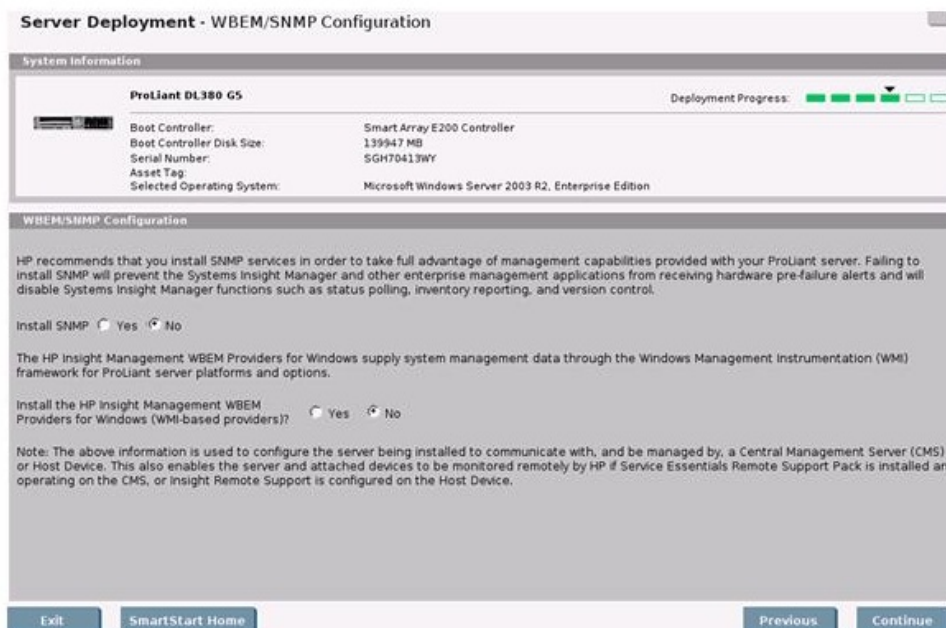 Server Deployment - WBEM/SNMP Configuration
System Information
ProLiant DL380 G5
Deployment Progress:
Boot Controller: Smart Array E200 Controller
Boot Controller Disk Size: 139947 MB
Serial Number: SGH70413WY
Asset Tag:
Selected Operating System: Microsoft Windows Server 2003 R2, Enterprise Edition
WBEM/SNMP Configuration
HP recommends that you install SNMP services in order to take full advantage of management capabilities provided with your ProLiant server. Failing to
install SNMP will prevent the Systems Insight Manager and other enterprise management applications from receiving hardware pre-failure alerts and will
disable Systems Insight Manager functions such as status polling, inventory reporting, and version control.
Install SNMP Yes No
The HP Insight Management WBEM Providers for Windows supply system management data through the Windows Management Instrumentation (WMI)
framework for ProLiant server platforms and options.
Install the HP Insight Management WBEM
Providers for Windows (WMI-based providers)? Yes No
Note: The above information is used to configure the server being installed to communicate with, and be managed by, a Central Management Server (CMS)
or Host Device. This also enables the server and attached devices to be monitored remotely by HP if Service Essentials Remote Support Pack is installed an
operating on the CMS, or Insight Remote Support is configured on the Host Device.
Exit SmartStart Home Previous Continue